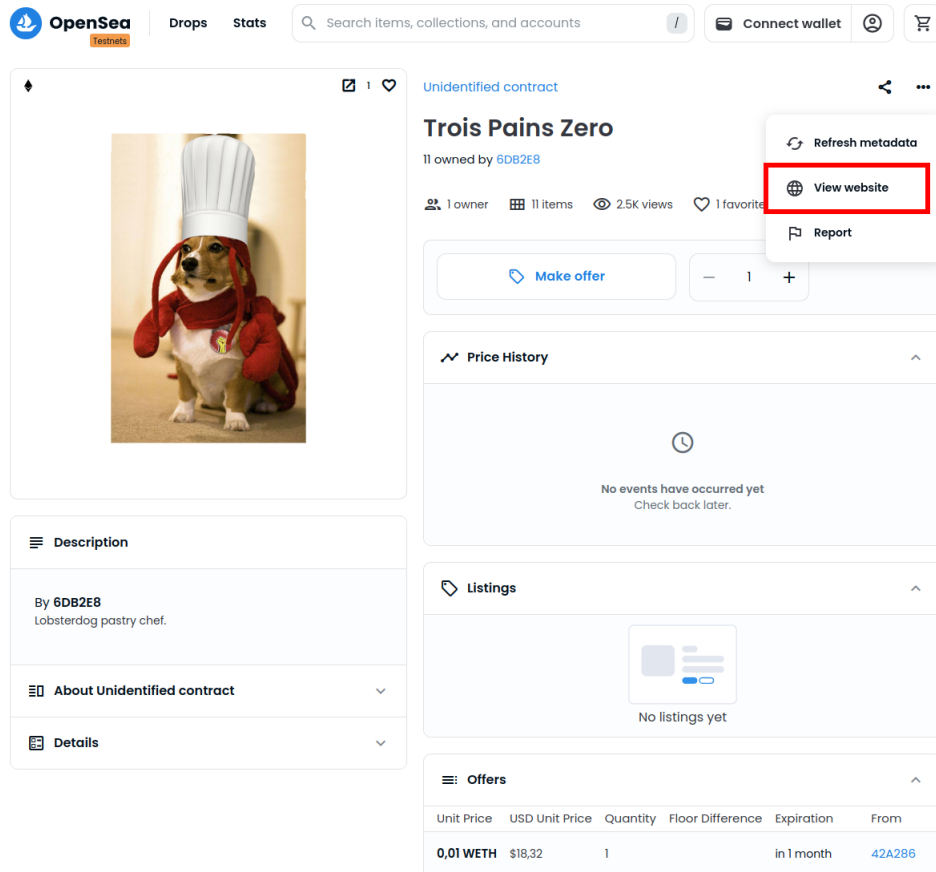 OpenSea
Testnets
Drops
Stats
Search items, collections, and accounts
/
Connect wallet
1
Unidentified contract
Trois Pains Zero
11 owned by 6DB2E8
1 owner
11 items
2.5K views
1 favorite
Refresh metadata
View website
Report
Make offer
1
Price History
No events have occurred yet
Check back later.
Description
By 6DB2E8
Lobsterdog pastry chef.
About Unidentified contract
Details
Listings
No listings yet
Offers
Unit Price USD Unit Price Quantity Floor Difference Expiration From
0,01 WETH $18,32 1 in 1 month 42A286